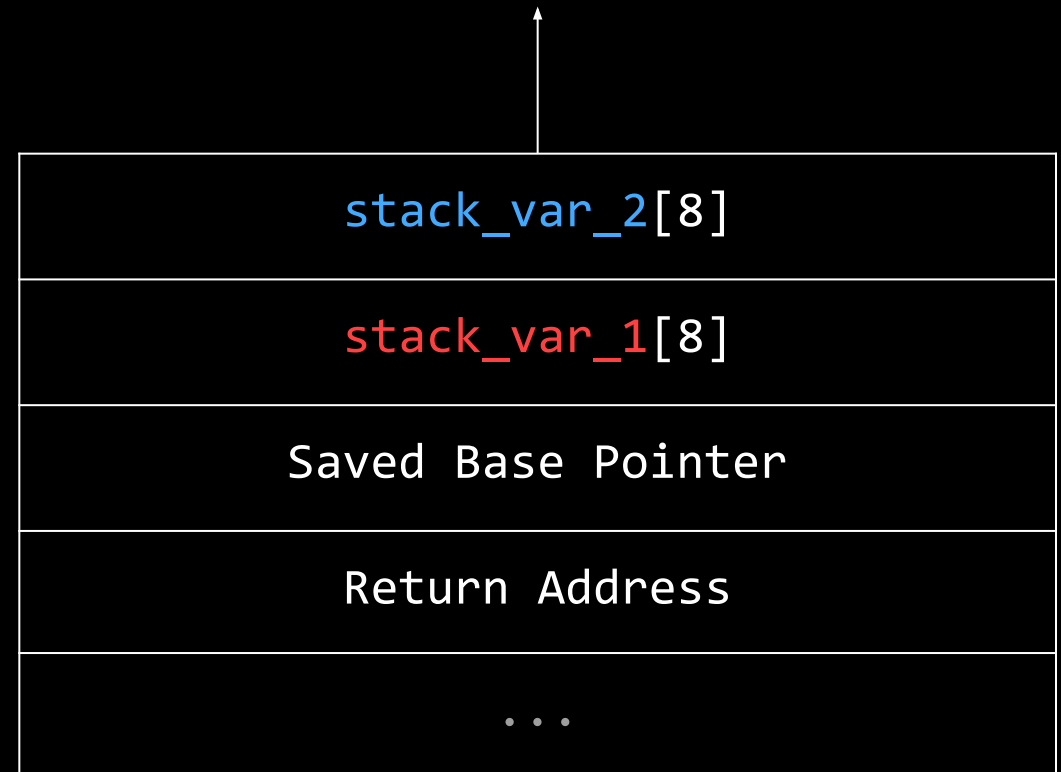 stack_var_2[8]
stack_var_1[8]
Saved Base Pointer
Return Address
...